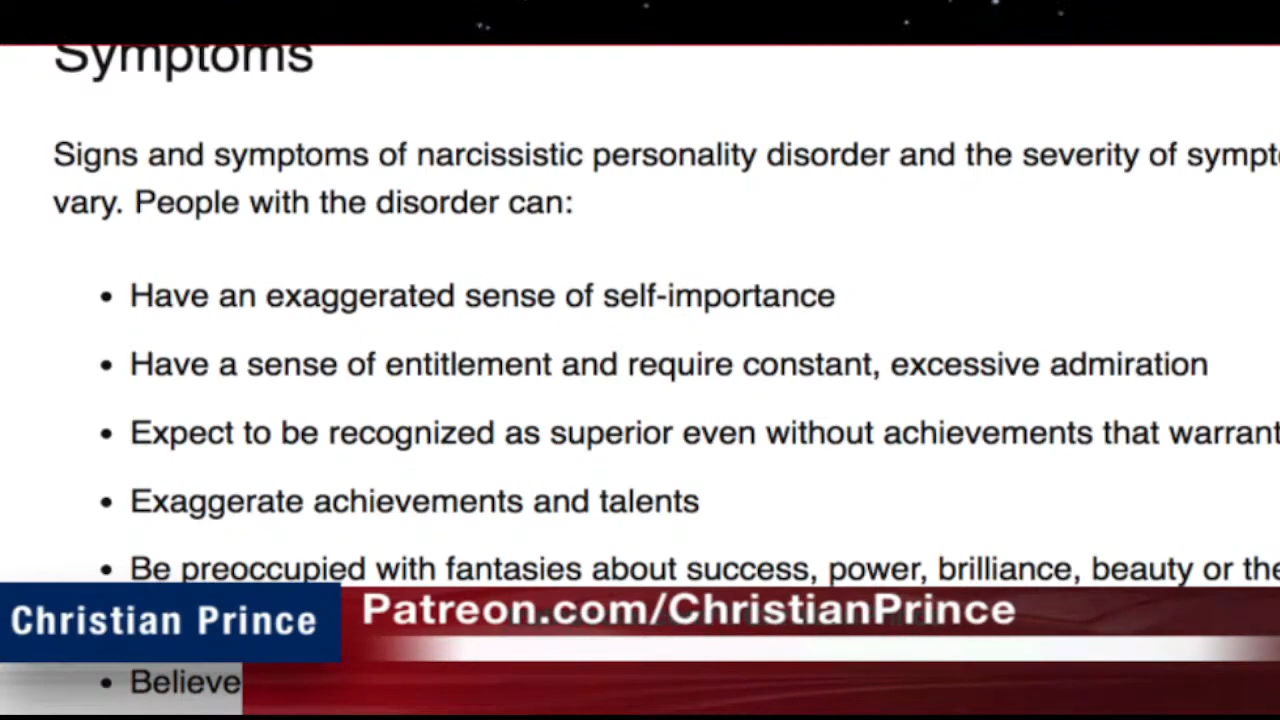 Symptoms
Signs and symptoms of narcissistic personality disorder and the severity of
vary. People with the disorder can:
• Have an exaggerated sense of self-importance
• Have a sense of entitlement and require constant, excessive admiration
• Expect to be recognized as superior even without achievements that warrant
• Exaggerate achievements and talents
• Be preoccupied with fantasies about success, power, brilliance, beauty or
Christian Prince
Patreon.com/ChristianPrince
• Believe